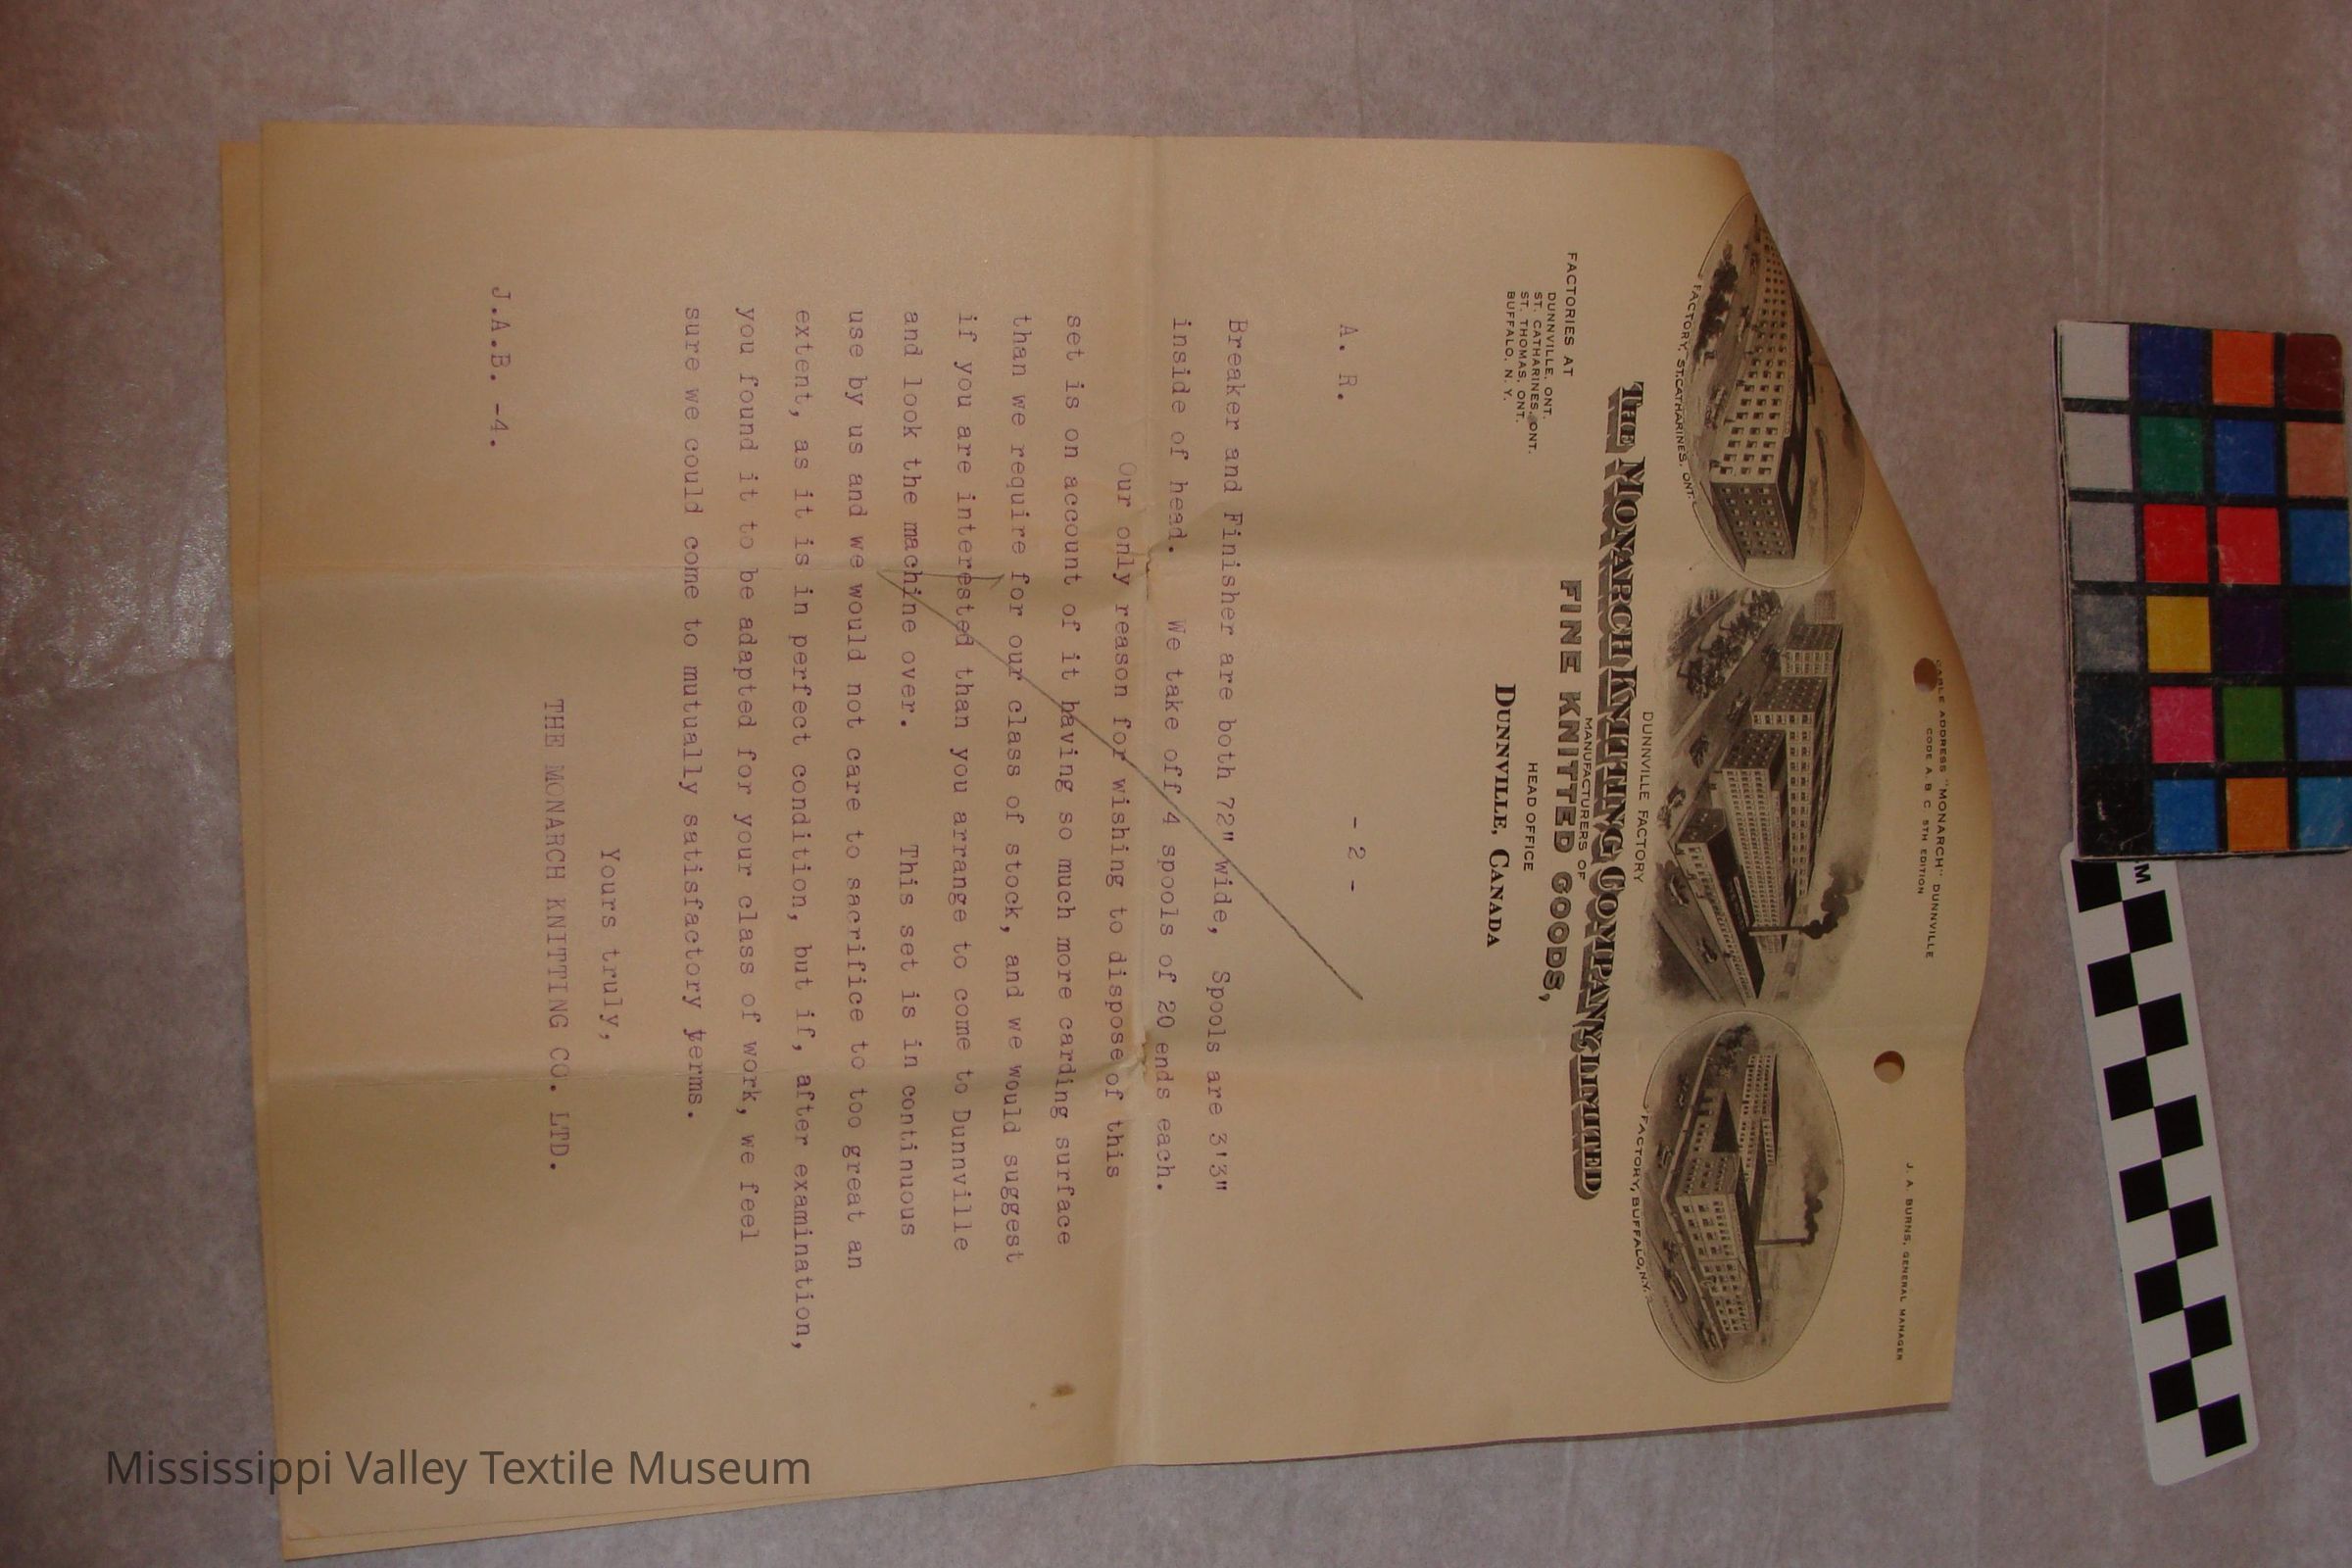 CABLE ADDRESS "MONARCH" DUNNVILLE
CODE A. B C 5TH EDITION
J. A. BURNS, GENERAL MANAGER
FACTORY, ST. CATHARINES, ONT.
DUNNVILLE FACTORY
FACTORY, BUFFALO, N.Y.
THE MONARCH KNITTING COMPANY, LIMITED
MANUFACTURERS OF
FINE KNITTED GOODS,
HEAD OFFICE
DUNNVILLE, CANADA
FACTORIES AT
DUNNVILLE, ONT.
ST. CATHARINES, ONT.
ST. THOMAS, ONT.
BUFFALO, N. Y.
A. R. - 2 -
Breaker and Finisher are both 72" wide, Spools are 3'3"
inside of head. We take off 4 spools of 20 ends each.
Our only reason for wishing to dispose of this
set is on account of it having so much more carding surface
than we require for our class of stock, and we would suggest
if you are interested than you arrange to come to Dunnville
and look the machine over. This set is in continuous
use by us and we would not care to sacrifice to too great an
extent, as it is in perfect condition, but if, after examination,
you found it to be adapted for your class of work, we feel
sure we could come to mutually satisfactory terms.
Yours truly,
THE MONARCH KNITTING CO. LTD.
J.A.B. -4.
M
Mississippi Valley Textile Museum